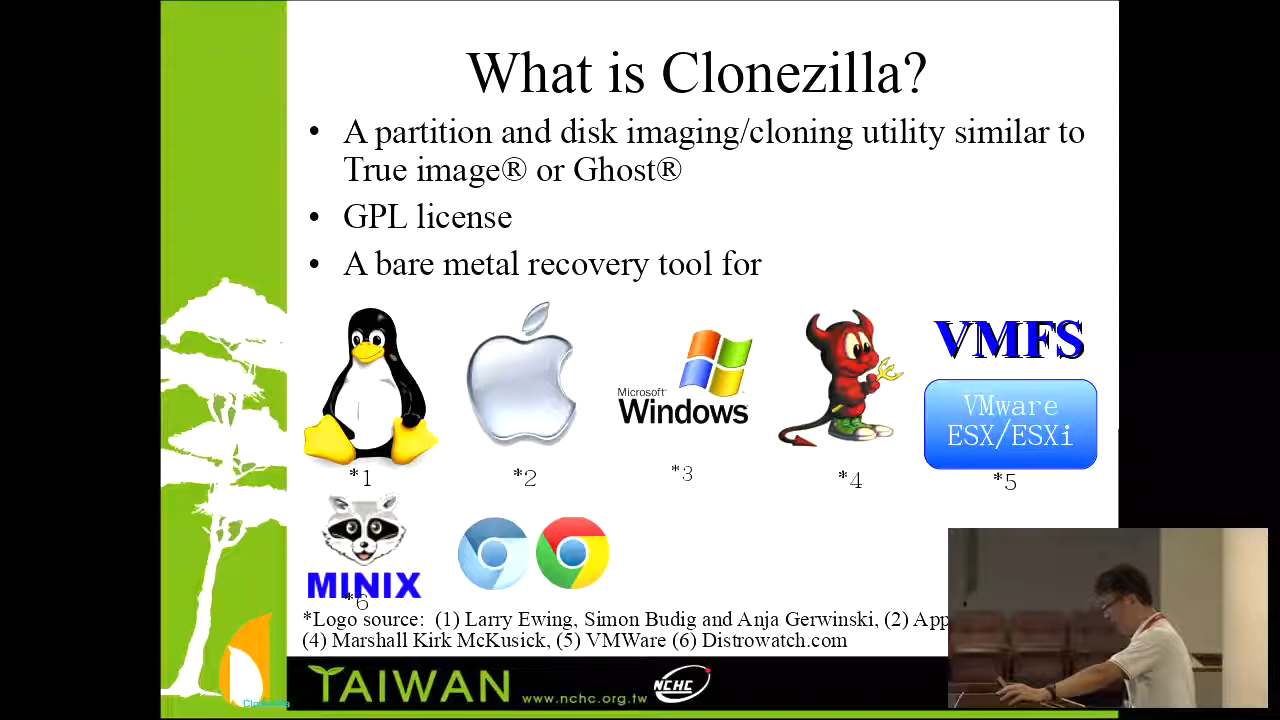 What is Clonezilla?
• A partition and disk imaging/cloning utility similar to
True image® or Ghost®
• GPL license
• A bare metal recovery tool for
VMFS
Microsoft®
Windows
VMware
ESX/ESXi
*1
*2
*3
*4
*5
MINIX
*6
*Logo source: (1) Larry Ewing, Simon Budig and Anja Gerwinski, (2) App
(4) Marshall Kirk McKusick, (5) VMWare (6) Distrowatch.com
TAIWAN
www.nchc.org.tw
NCHC
Clonezilla